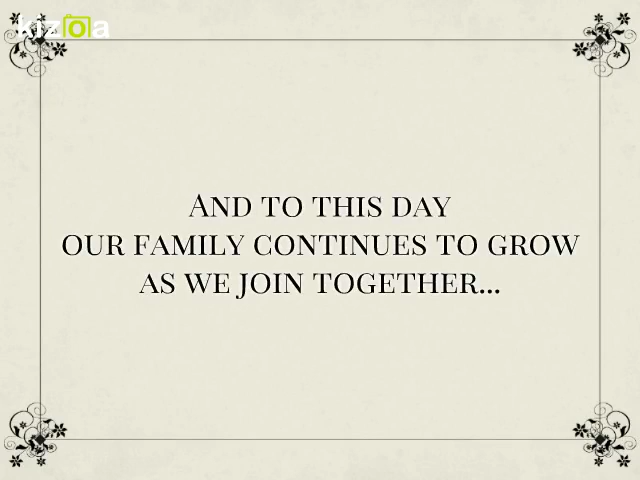 kizoa
And to this day
our family continues to grow
as we join together...